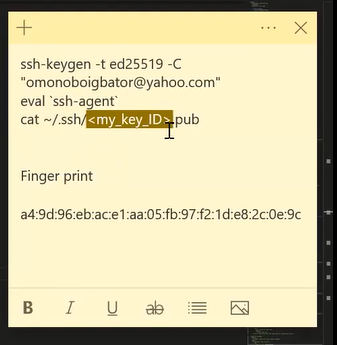 ssh-keygen -t ed25519 -C
"omonoboigbator@yahoo.com"
eval `ssh-agent`
cat ~/.ssh/<my_key_ID>.pub
Finger print
a4:9d:96:eb:ac:e1:aa:05:fb:97:f2:1d:e8:2c:0e:9c
B I U ab